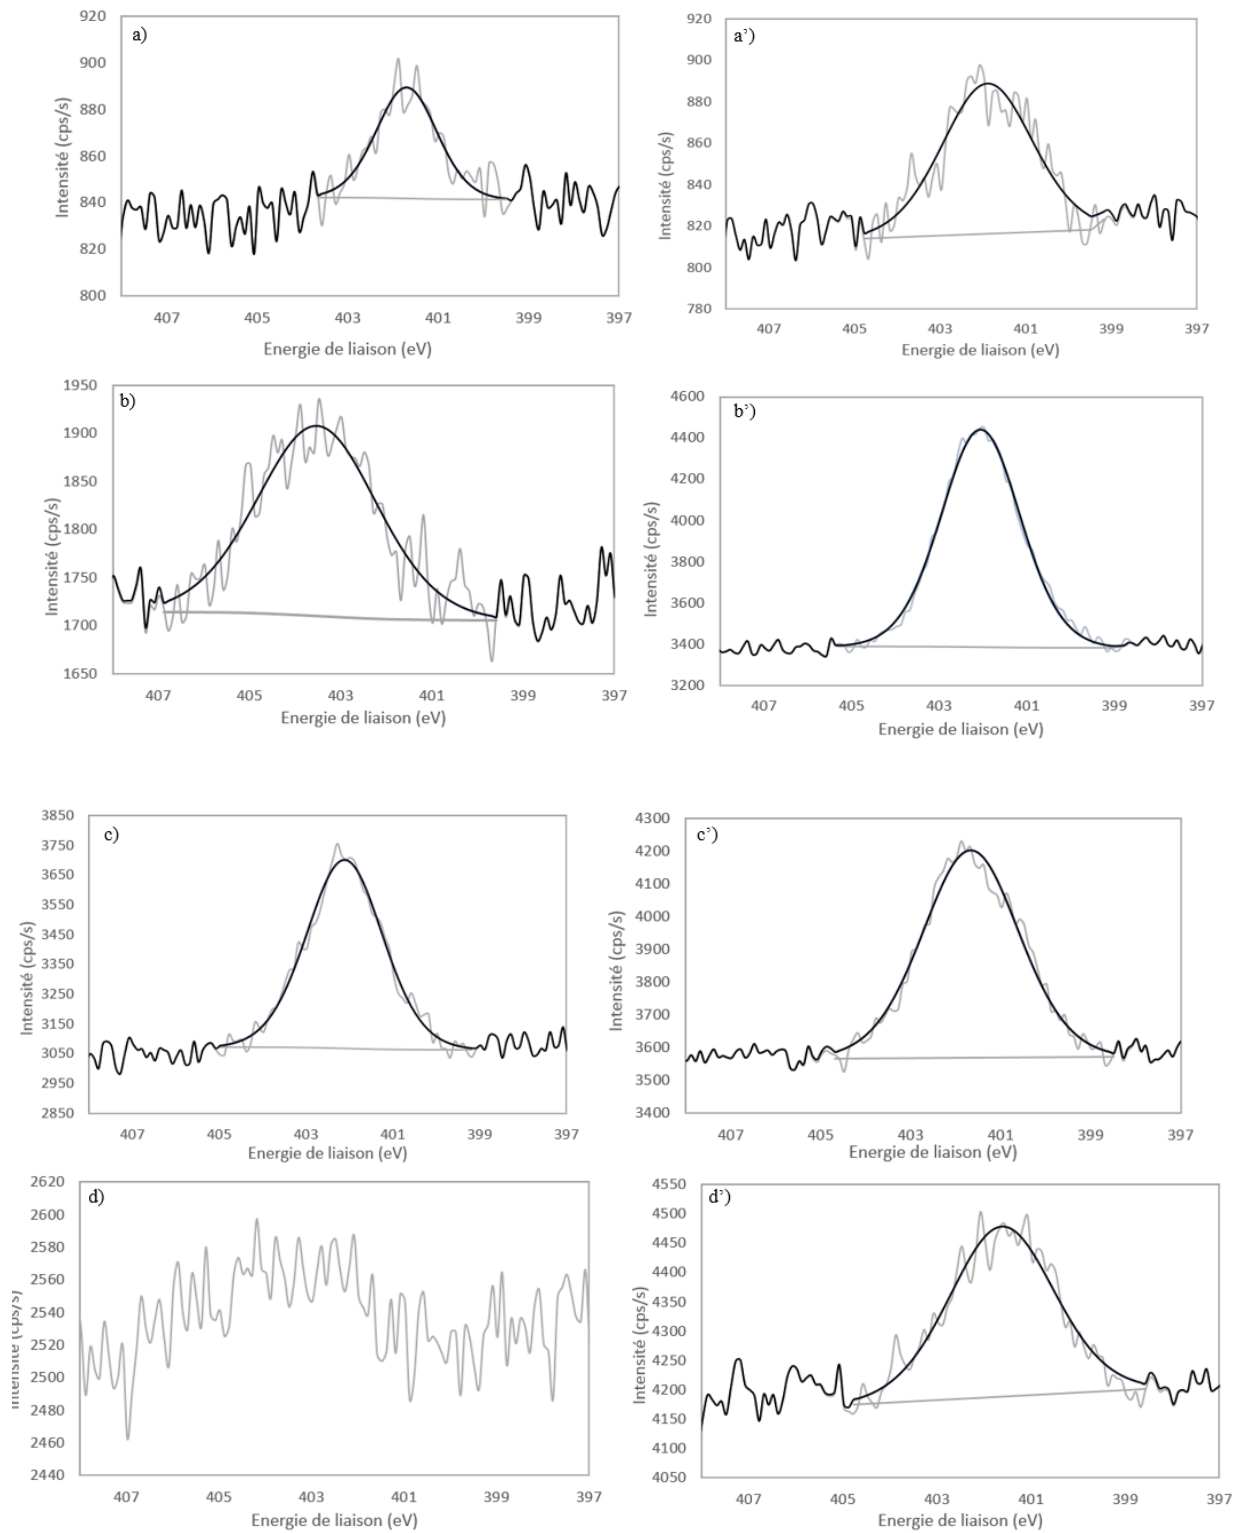 a)
920
900
880
860
840
820
800
Intensité (cps/s)
407 405 403 401 399 397
Energie de liaison (eV)
a’)
920
900
880
860
840
820
800
780
Intensité (cps/s)
407 405 403 401 399 397
Energie de liaison (eV)
b)
1950
1900
1850
1800
1750
1700
1650
Intensité (cps/s)
407 405 403 401 399 397
Energie de liaison (eV)
b’)
4600
4400
4200
4000
3800
3600
3400
3200
Intensité (cps/s)
407 405 403 401 399 397
Energie de liaison (eV)
c)
3850
3750
3650
3550
3450
3350
3250
3150
3050
2950
2850
Intensité (cps/s)
407 405 403 401 399 397
Energie de liaison (eV)
c’)
4300
4200
4100
4000
3900
3800
3700
3600
3500
3400
Intensité (cps/s)
407 405 403 401 399 397
Energie de liaison (eV)
d)
2620
2600
2580
2560
2540
2520
2500
2480
2460
2440
Intensité (cps/s)
407 405 403 401 399 397
Energie de liaison (eV)
d’)
4550
4500
4450
4400
4350
4300
4250
4200
4150
4100
4050
Intensité (cps/s)
407 405 403 401 399 397
Energie de liaison (eV)